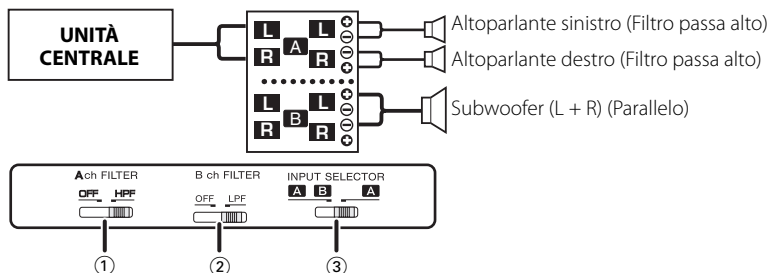 UNITÀ
CENTRALE
L L ⊕
A ⊖
R R ⊖
⊕
L L ⊕
B ⊖
R R ⊖
⊕
Altoparlante sinistro (Filtro passa alto)
Altoparlante destro (Filtro passa alto)
Subwoofer (L + R) (Parallelo)
A ch FILTER B ch FILTER INPUT SELECTOR
OFF HPF OFF LPF A B A
① ② ③